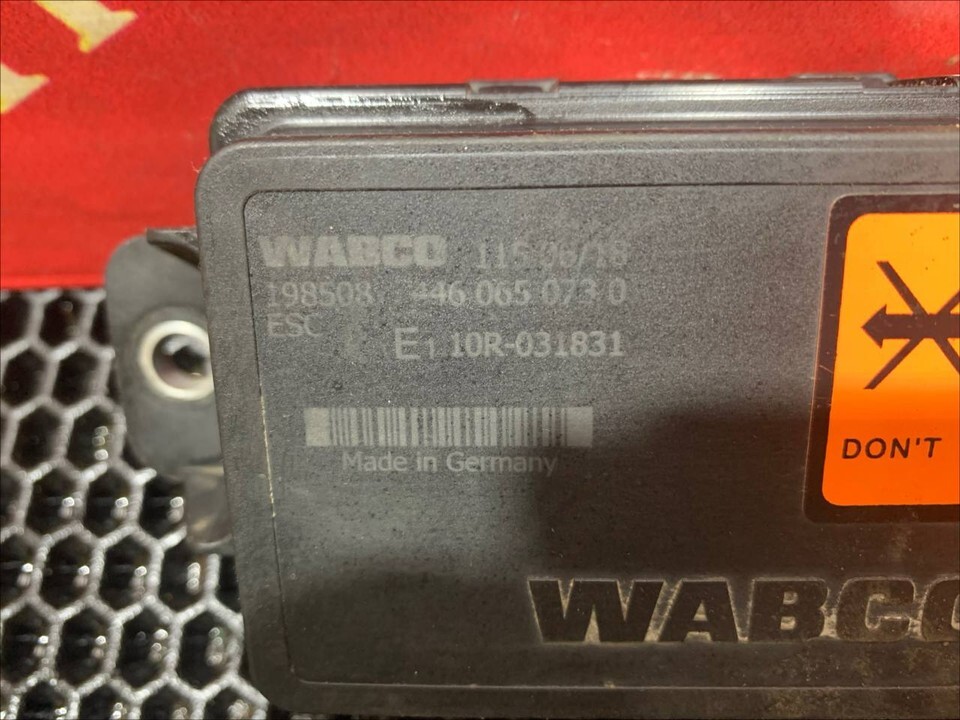 WABCO 115 06/18
198508 446 065 073 0
ESC E1 10R-031831
Made in Germany
DON'T
WABCO